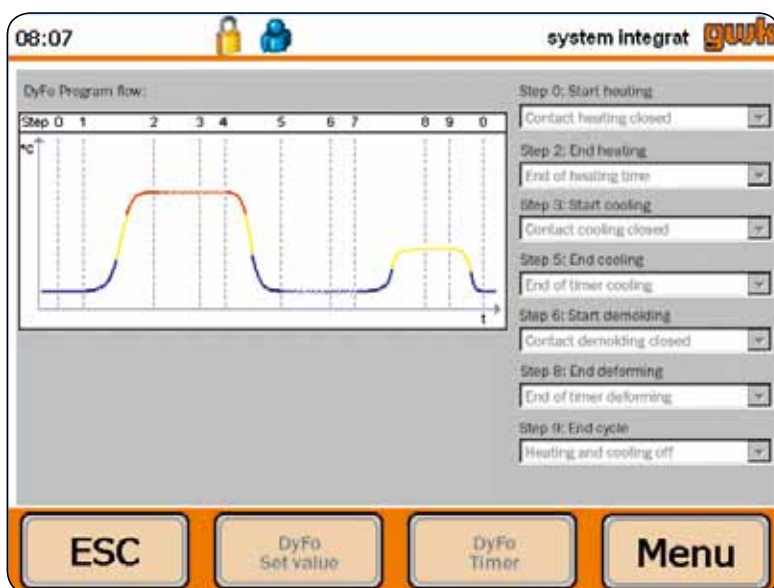 08:07
system integrat gwk
DyFo Program flow:
Step 0 1 2 3 4 5 6 7 8 9 0
°C
t
Step 0: Start heating
Contact heating closed
Step 2: End heating
End of heating time
Step 3: Start cooling
Contact cooling closed
Step 5: End cooling
End of timer cooling
Step 6: Start demolding
Contact demolding closed
Step 8: End deforming
End of timer deforming
Step 9: End cycle
Heating and cooling off
ESC
DyFo
Set value
DyFo
Timer
Menu